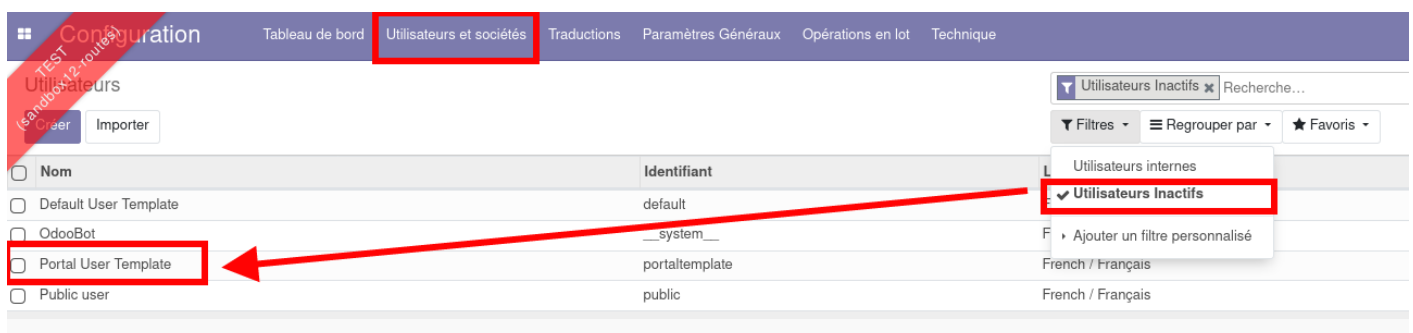 Configuration
Tableau de bord
Utilisateurs et sociétés
Traductions
Paramètres Généraux
Opérations en lot
Technique
TEST
(sandbox12-routes)
Utilisateurs
Utilisateurs Inactifs
Recherche...
Créer
Importer
Filtres
Regrouper par
Favoris
Nom
Identifiant
L
Utilisateurs internes
Utilisateurs Inactifs
Ajouter un filtre personnalisé
Default User Template
default
OdooBot
__system__
F
Portal User Template
portaltemplate
French / Français
Public user
public
French / Français